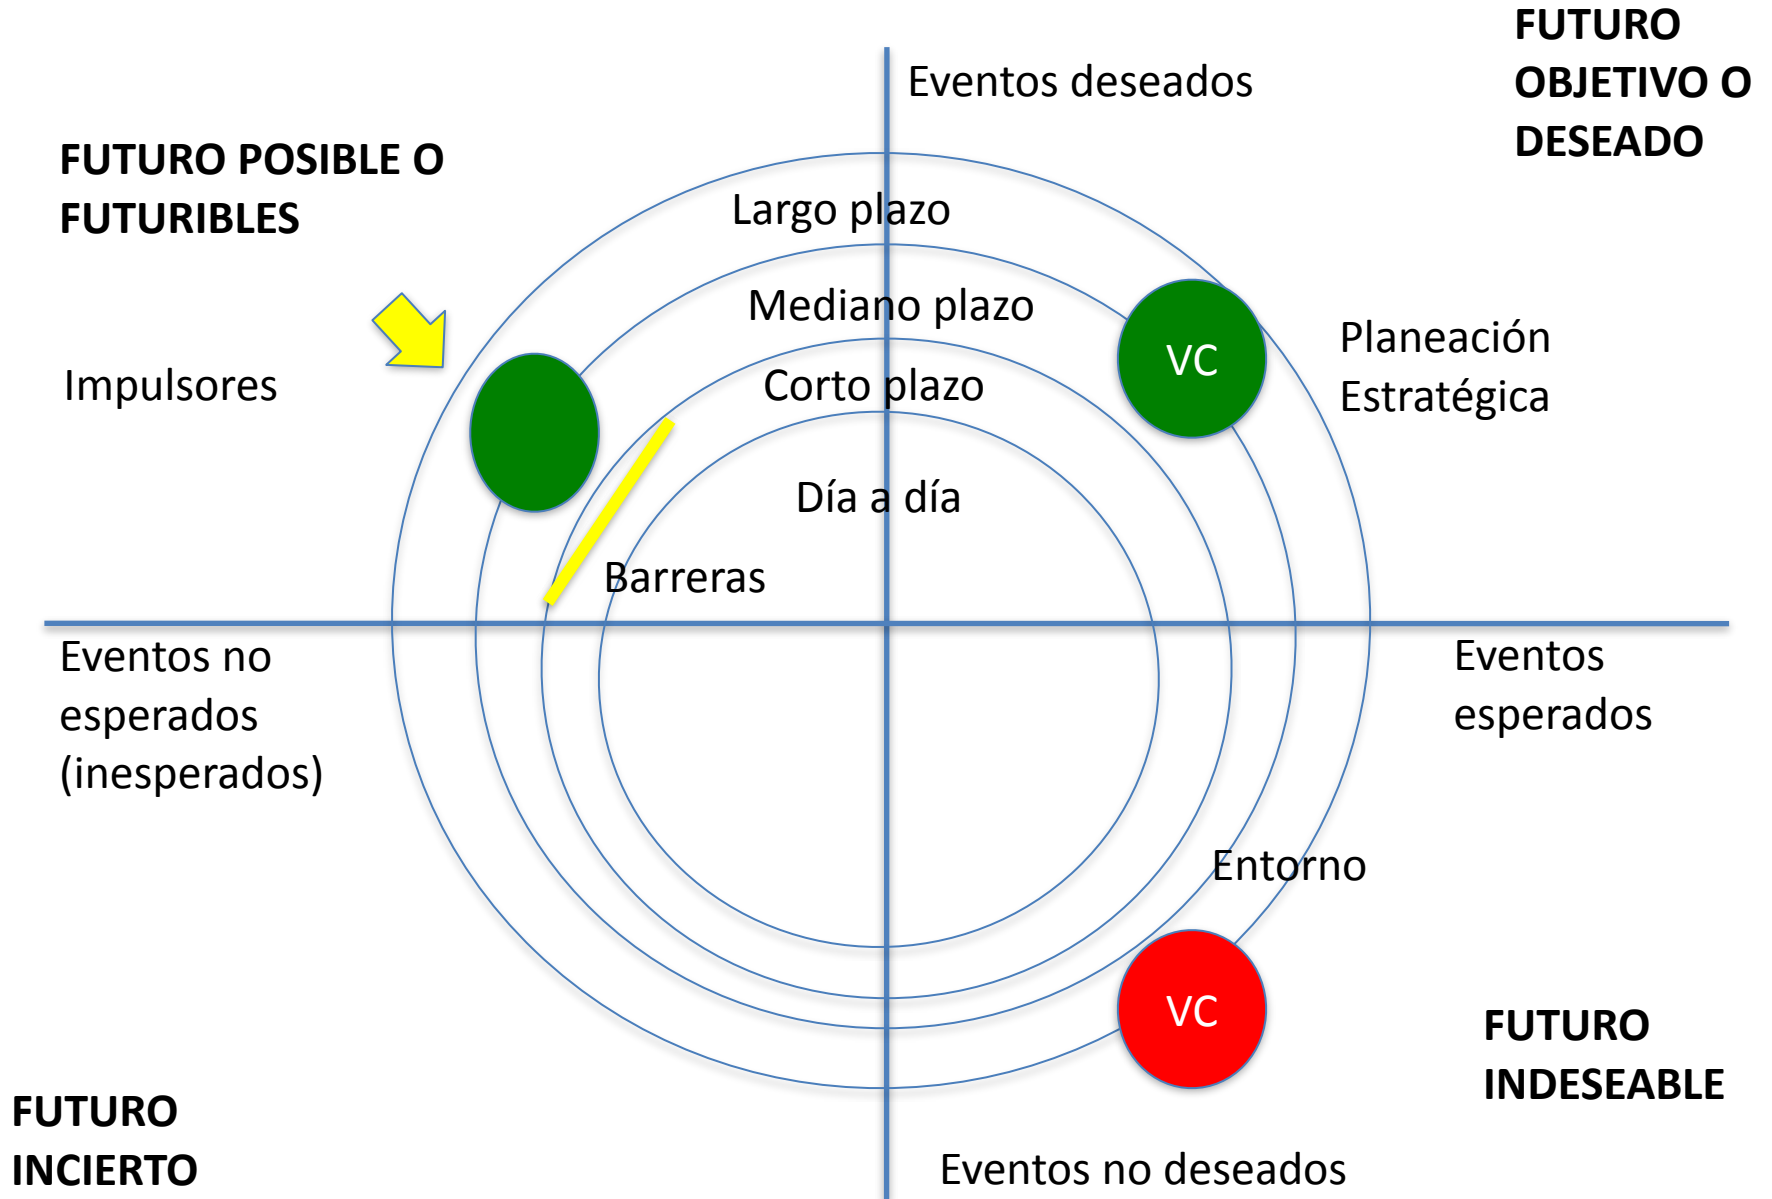 FUTURO
OBJETIVO O
DESEADO
Eventos deseados
FUTURO POSIBLE O
FUTURIBLES
Largo plazo
Mediano plazo
VC
Planeación
Estratégica
Impulsores
Corto plazo
Día a día
Barreras
Eventos no
esperados
(inesperados)
Eventos
esperados
Entorno
VC
FUTURO
INDESEABLE
FUTURO
INCIERTO
Eventos no deseados